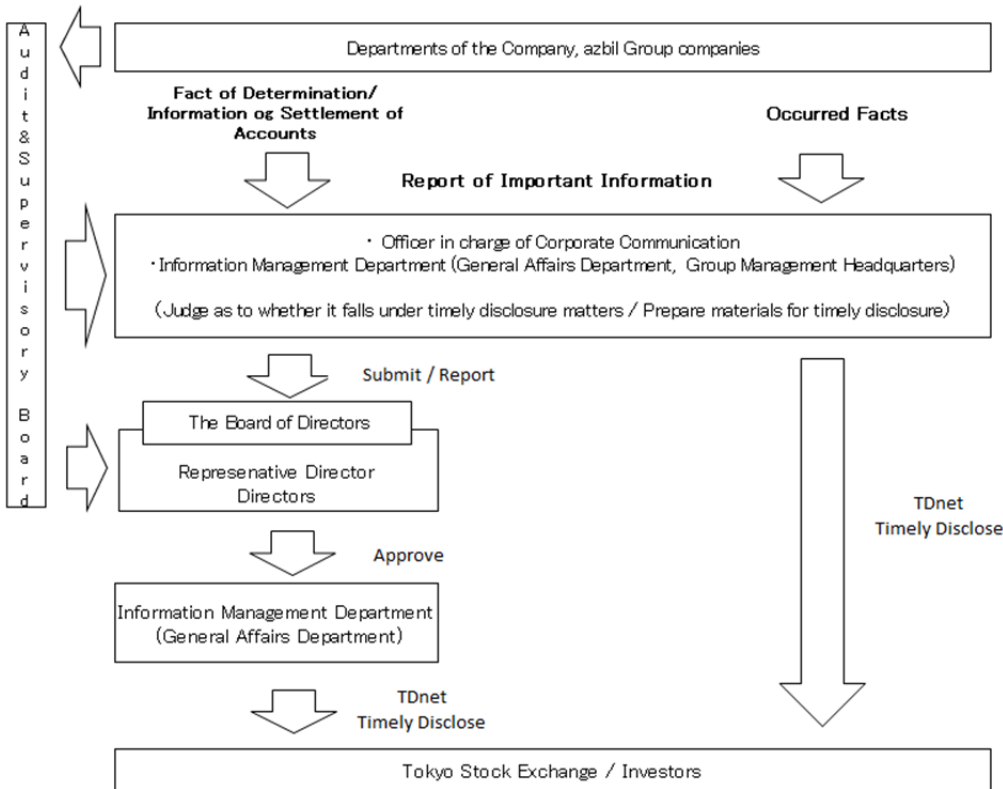 Audit&Supervisory Board
Departments of the Company, azbil Group companies
Fact of Determination/
Information og Settlement of
Accounts
Occurred Facts
Report of Important Information
・ Officer in charge of Corporate Communication
・Information Management Department (General Affairs Department, Group Management Headquarters)
(Judge as to whether it falls under timely disclosure matters / Prepare materials for timely disclosure)
Submit / Report
The Board of Directors
Represenative Director
Directors
TDnet
Timely Disclose
Approve
Information Management Department
(General Affairs Department)
TDnet
Timely Disclose
Tokyo Stock Exchange / Investors